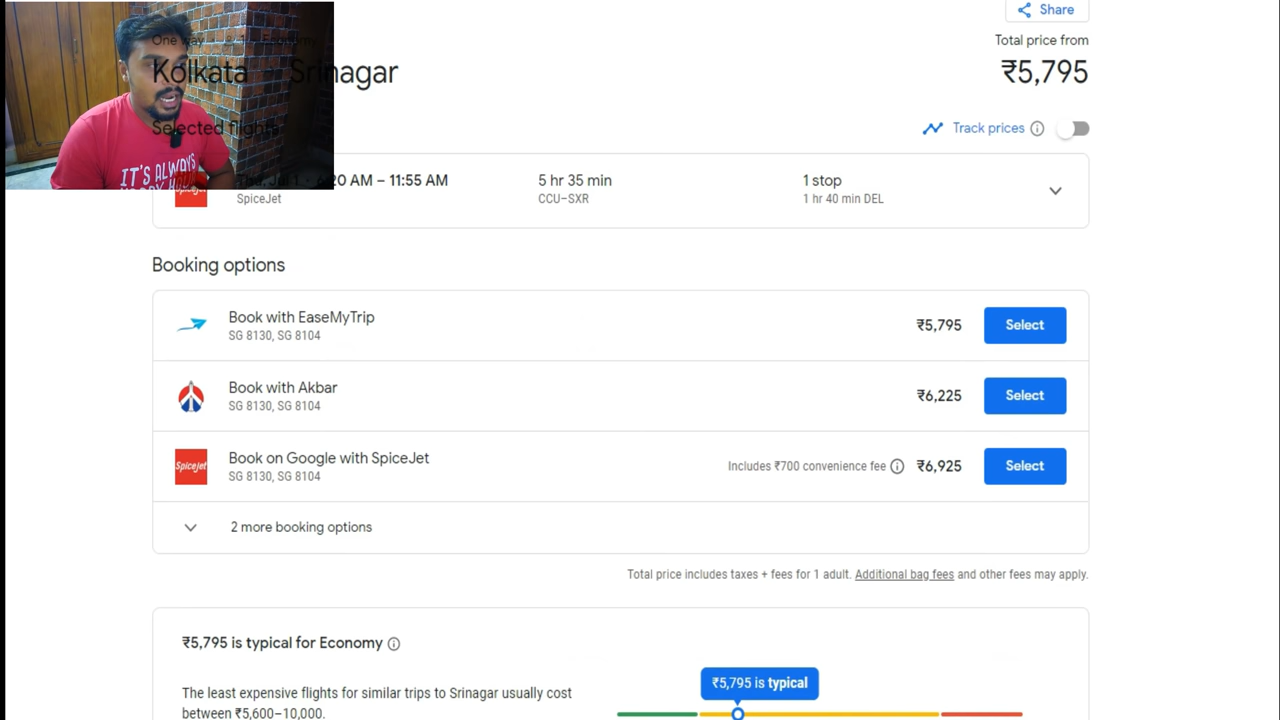 Share
One way
Total price from
Kolkata Srinagar
₹5,795
Selected flights
Track prices
IT'S ALWAYS
20 AM – 11:55 AM
5 hr 35 min
1 stop
SpiceJet
CCU–SXR
1 hr 40 min DEL
Booking options
Book with EaseMyTrip
SG 8130, SG 8104
₹5,795
Select
Book with Akbar
SG 8130, SG 8104
₹6,225
Select
SpiceJet
Book on Google with SpiceJet
SG 8130, SG 8104
Includes ₹700 convenience fee
₹6,925
Select
2 more booking options
Total price includes taxes + fees for 1 adult. Additional bag fees and other fees may apply.
₹5,795 is typical for Economy
₹5,795 is typical
The least expensive flights for similar trips to Srinagar usually cost
between ₹5,600–10,000.